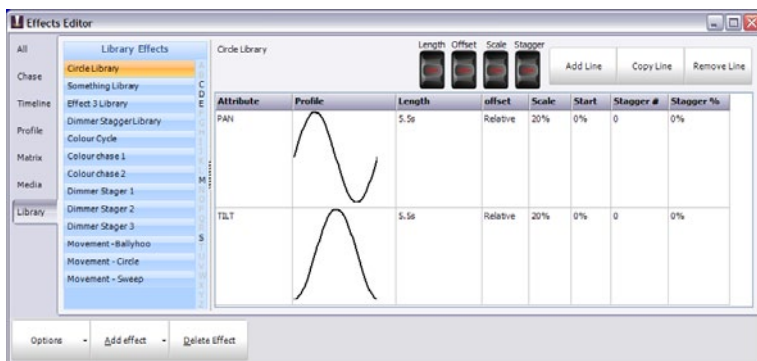 Effects Editor
All
Chase
Timeline
Profile
Matrix
Media
Library
Library Effects
Circle Library
Something Library
Effect 3 Library
Dimmer StaggerLibrary
Colour Cycle
Colour chase 1
Colour chase 2
Dimmer Stager 1
Dimmer Stager 2
Dimmer Stager 3
Movement -Ballyhoo
Movement - Circle
Movement - Sweep
C
D
E
M
S
Circle Library
Length Offset Scale Stagger
Add Line Copy Line Remove Line
Attribute Profile Length offset Scale Start Stagger # Stagger %
PAN 5.5s Relative 20% 0% 0 0%
TILT 5.5s Relative 20% 0% 0 0%
Options Add effect Delete Effect